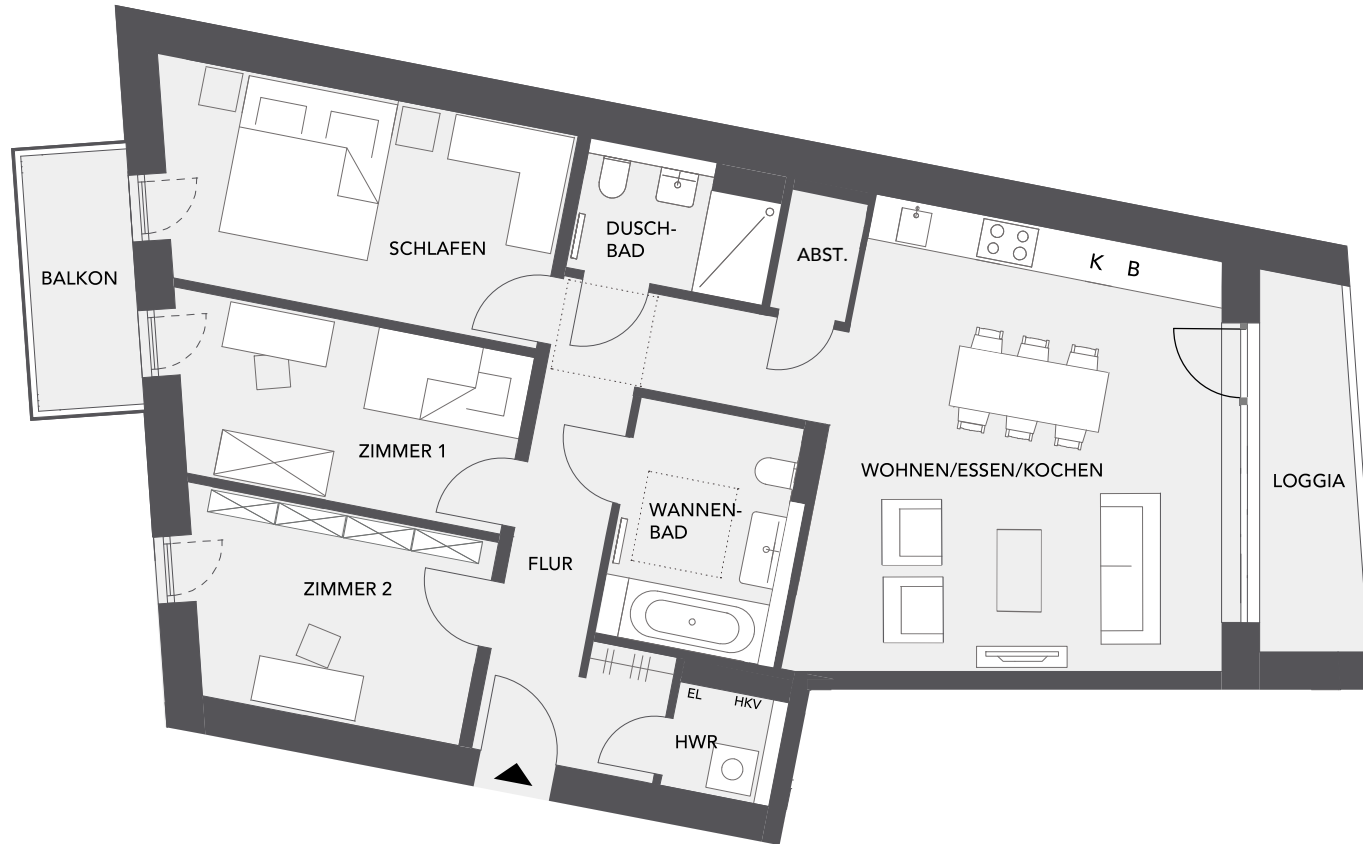 SCHLAFEN
DUSCH-
BAD
ABST.
K B
BALKON
ZIMMER 1
WOHNEN/ESSEN/KOCHEN
LOGGIA
WANNEN-
BAD
FLUR
ZIMMER 2
EL
HKV
HWR